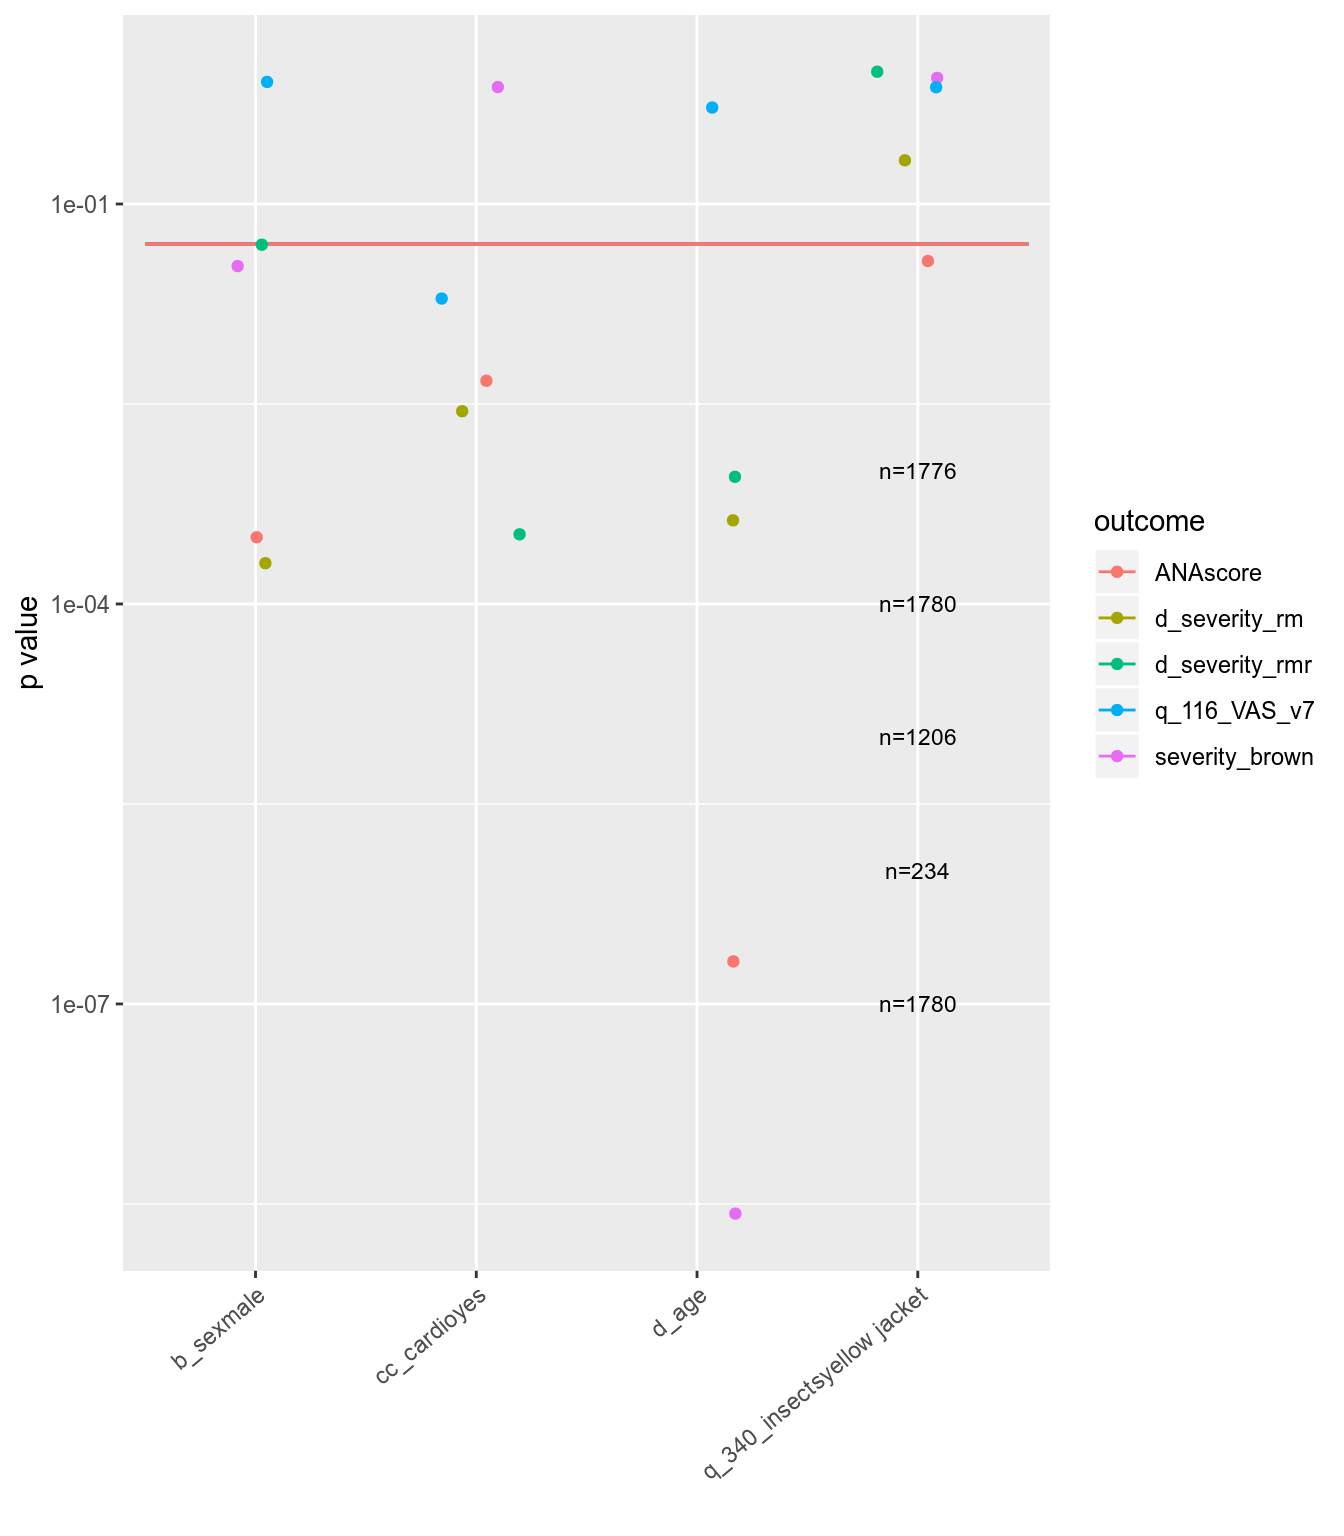 1e-01
1e-04
1e-07
p value
n=1776
n=1780
n=1206
n=234
n=1780
b_sexmale
cc_cardioyes
d_age
q_340_insectsyellow jacket
outcome
ANAscore
d_severity_rm
d_severity_rmr
q_116_VAS_v7
severity_brown